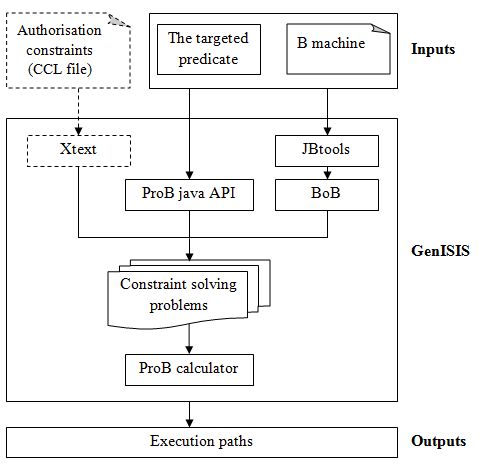 Authorisation
constraints
(CCL file)
The targeted
predicate
B machine
Inputs
Xtext
JBtools
ProB java API
BoB
GenISIS
Constraint solving
problems
ProB calculator
Execution paths
Outputs